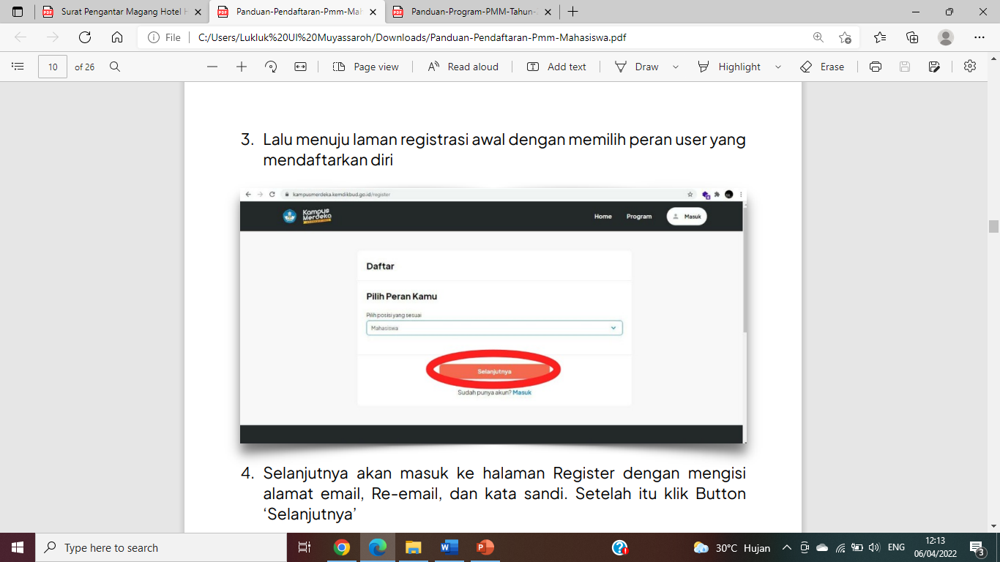 Surat Pengantar Magang Hotel H
Panduan-Pendaftaran-Pmm-Mah
Panduan-Program-PMM-Tahun-
File
C:/Users/Lukluk%20Ul%20Muyassaroh/Downloads/Panduan-Pendaftaran-Pmm-Mahasiswa.pdf
10 of 26
Page view
Read aloud
Add text
Draw
Highlight
Erase
3. Lalu menuju laman registrasi awal dengan memilih peran user yang
mendaftarkan diri
kampusmerdeka.kemdikbud.go.id/register
Kampus
Merdeka
Home
Program
Masuk
Daftar
Pilih Peran Kamu
Pilih posisi yang sesuai
Mahasiswa
Selanjutnya
Sudah punya akun? Masuk
4. Selanjutnya akan masuk ke halaman Register dengan mengisi
alamat email, Re-email, dan kata sandi. Setelah itu klik Button
‘Selanjutnya’
Type here to search
30°C Hujan
ENG
12:13
06/04/2022
3